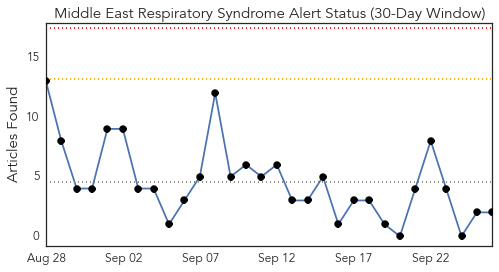 Middle East Respiratory Syndrome Alert Status (30-Day Window)
Articles Found
15
10
5
0
Aug 28 Sep 02 Sep 07 Sep 12 Sep 17 Sep 22